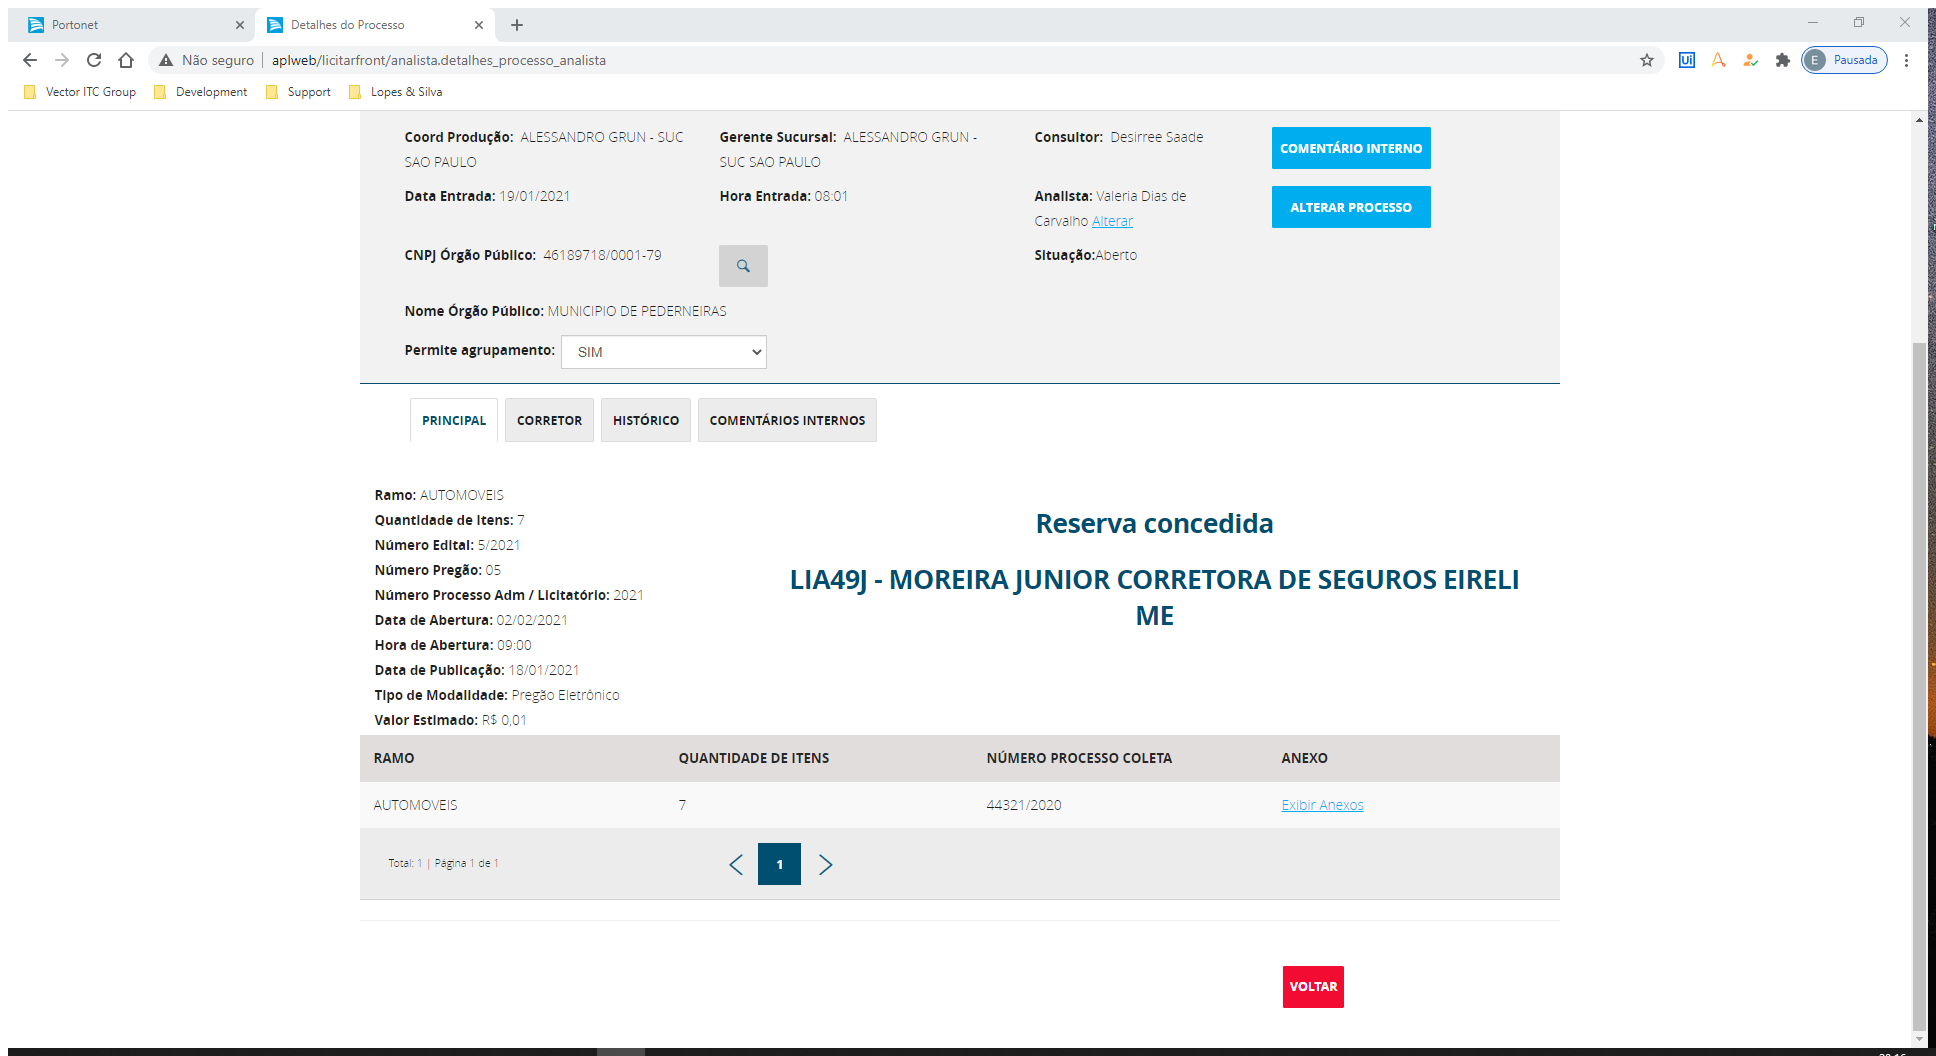 Portonet
Detalhes do Processo
Não seguro
aplweb/licitarfront/analista.detalhes_processo_analista
Ui
E
Pausada
Vector ITC Group
Development
Support
Lopes & Silva
Coord Produção: ALESSANDRO GRUN - SUC
SAO PAULO
Gerente Sucursal: ALESSANDRO GRUN -
SUC SAO PAULO
Consultor: Desirree Saade
COMENTÁRIO INTERNO
Data Entrada: 19/01/2021
Hora Entrada: 08:01
Analista: Valeria Dias de
Carvalho Alterar
ALTERAR PROCESSO
CNPJ Órgão Público: 46189718/0001-79
Situação:Aberto
Nome Órgão Público: MUNICIPIO DE PEDERNEIRAS
Permite agrupamento: SIM
PRINCIPAL
CORRETOR
HISTÓRICO
COMENTÁRIOS INTERNOS
Ramo: AUTOMOVEIS
Quantidade de Itens: 7
Número Edital: 5/2021
Número Pregão: 05
Número Processo Adm / Licitatório: 2021
Data de Abertura: 02/02/2021
Hora de Abertura: 09:00
Data de Publicação: 18/01/2021
Tipo de Modalidade: Pregão Eletrônico
Valor Estimado: R$ 0,01
Reserva concedida
LIA49J - MOREIRA JUNIOR CORRETORA DE SEGUROS EIRELI
ME
RAMO
QUANTIDADE DE ITENS
NÚMERO PROCESSO COLETA
ANEXO
AUTOMOVEIS
7
44321/2020
Exibir Anexos
Total: 1 | Página 1 de 1
1
VOLTAR